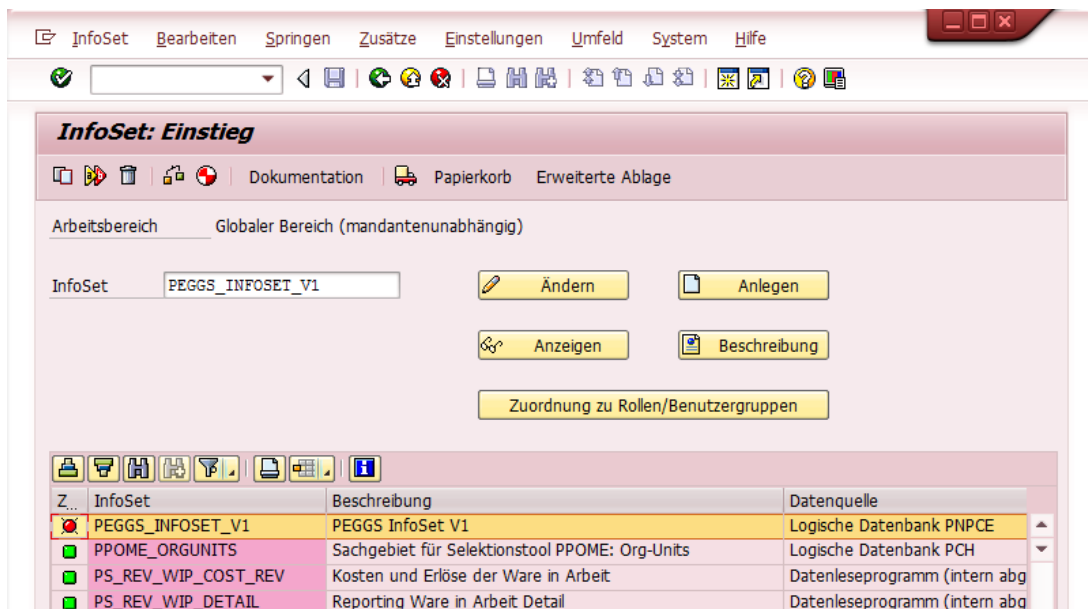 InfoSet Bearbeiten Springen Zusätze Einstellungen Umfeld System Hilfe
InfoSet: Einstieg
Dokumentation Papierkorb Erweiterte Ablage
Arbeitsbereich Globaler Bereich (mandantenunabhängig)
InfoSet PEGGS_INFOSET_V1 Ändern Anlegen
Anzeigen Beschreibung
Zuordnung zu Rollen/Benutzergruppen
Z... InfoSet Beschreibung Datenquelle
PEGGS_INFOSET_V1 PEGGS InfoSet V1 Logische Datenbank PNPCE
PPOME_ORGUNITS Sachgebiet für Selektionstool PPOME: Org-Units Logische Datenbank PCH
PS_REV_WIP_COST_REV Kosten und Erlöse der Ware in Arbeit Datenleseprogramm (intern abg
PS_REV_WIP_DETAIL Reporting Ware in Arbeit Detail Datenleseprogramm (intern abg